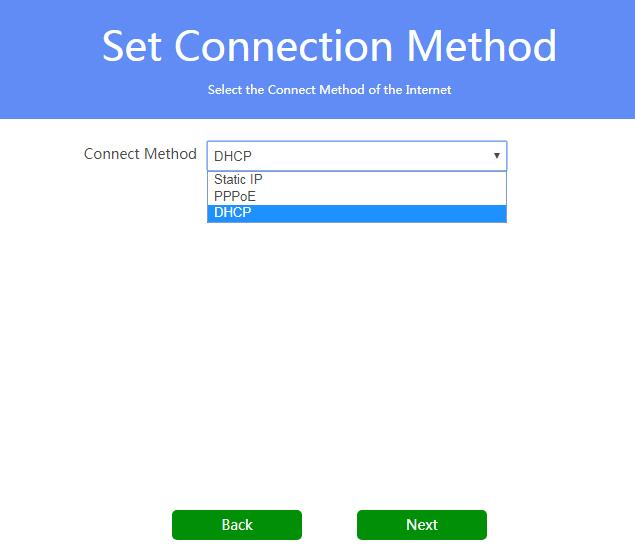 Set Connection Method
Select the Connect Method of the Internet
Connect Method DHCP
Static IP
PPPoE
DHCP
Back Next